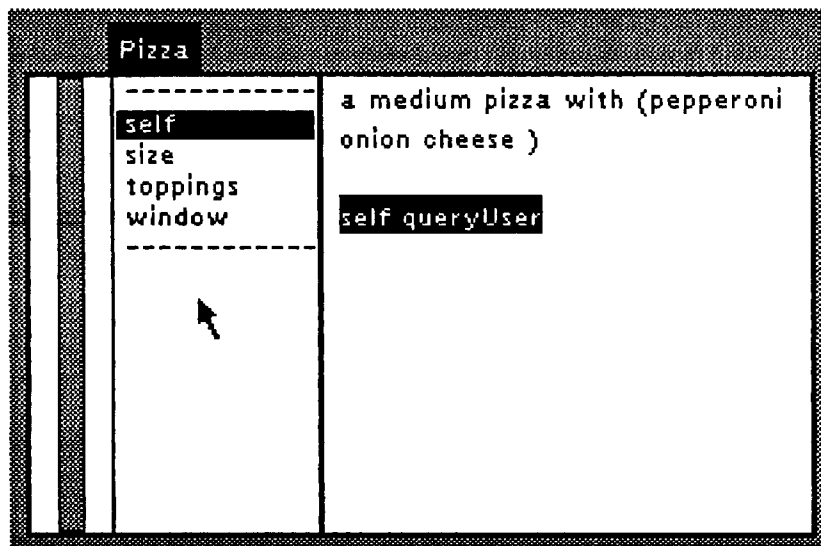 Pizza
self
size
toppings
window
a medium pizza with (pepperoni
onion cheese )
self queryUser